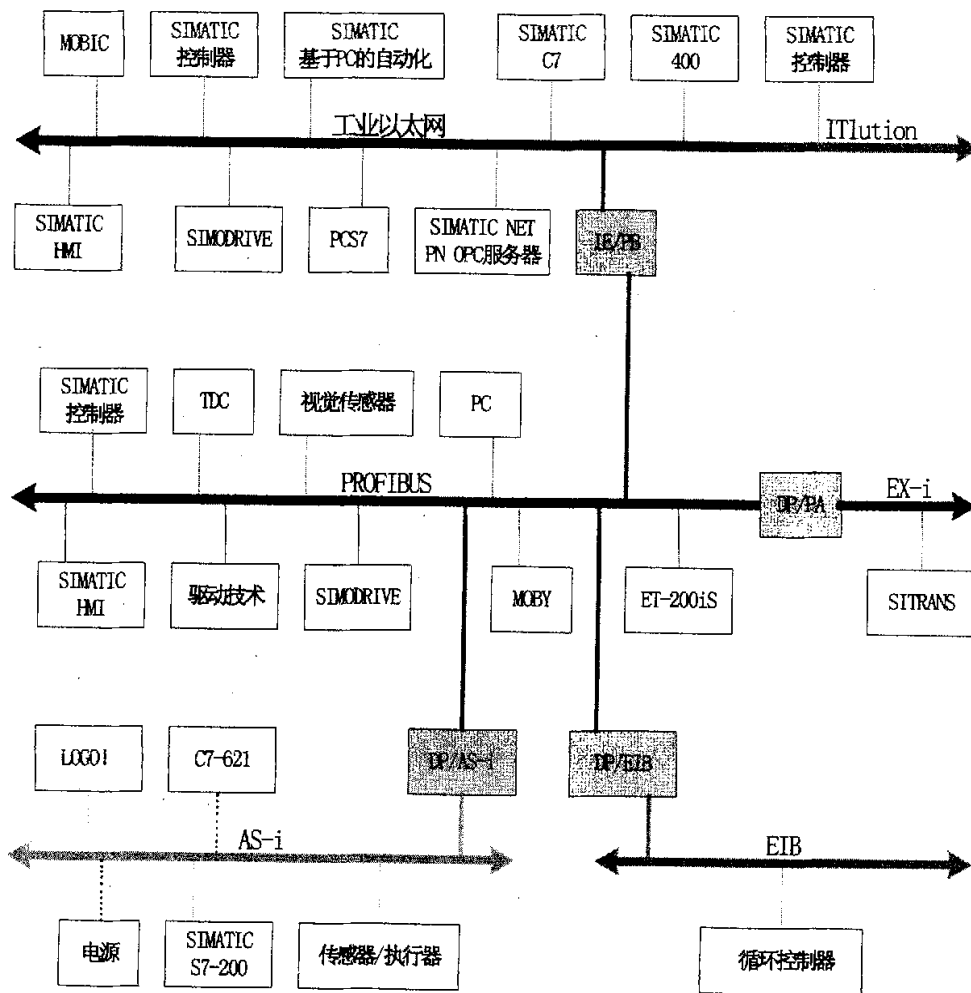 MOBIC
SIMATIC
控制器
SIMATIC
基于PC的自动化
SIMATIC
C7
SIMATIC
400
SIMATIC
控制器
工业以太网
ITlution
SIMATIC
HMI
SIMODRIVE
PCS7
SIMATIC NET
PN OPC服务器
IE/PB
SIMATIC
控制器
TDC
视觉传感器
PC
PROFIBUS
DP/PA
EX-i
SIMATIC
HMI
驱动技术
SIMODRIVE
MOBY
ET-200iS
SITRANS
LOGO!
C7-621
DP/AS-i
DP/EIB
AS-i
EIB
电源
SIMATIC
S7-200
传感器/执行器
循环控制器